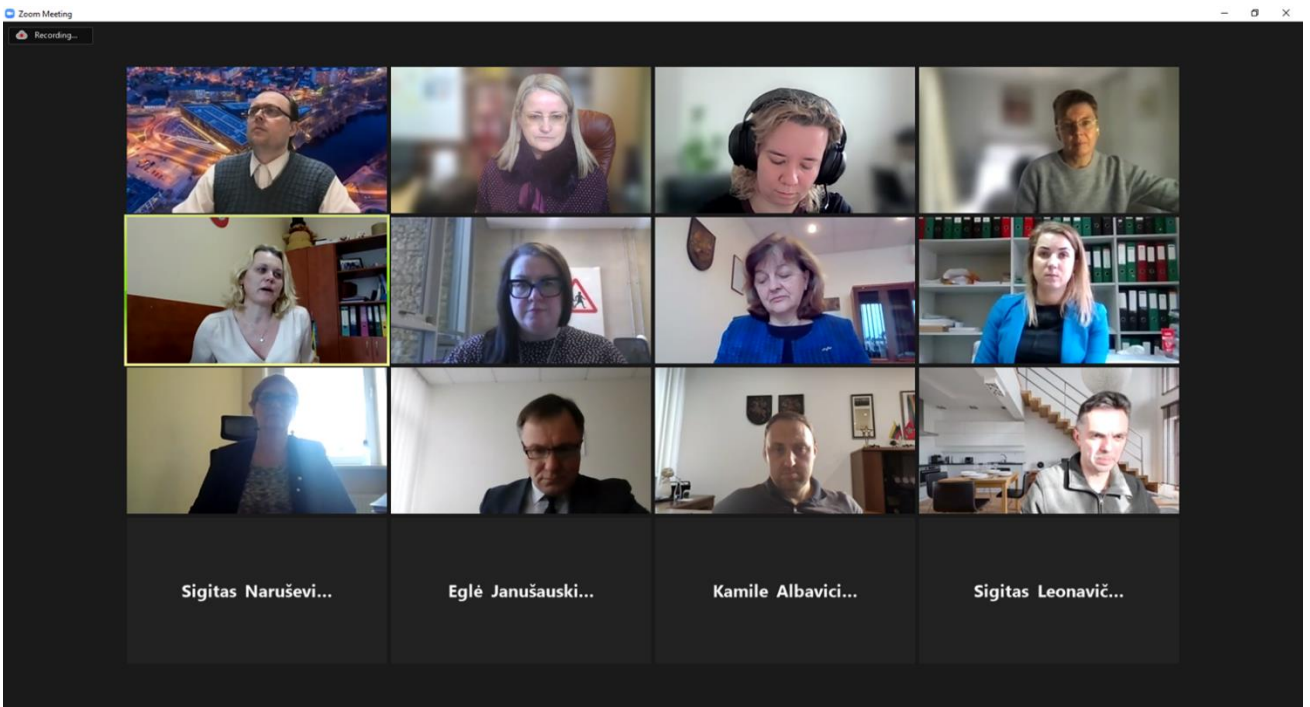 Zoom Meeting
Recording...
Sigitas Naruševi...
Eglė Janušauski...
Kamile Albavici...
Sigitas Leonavič...